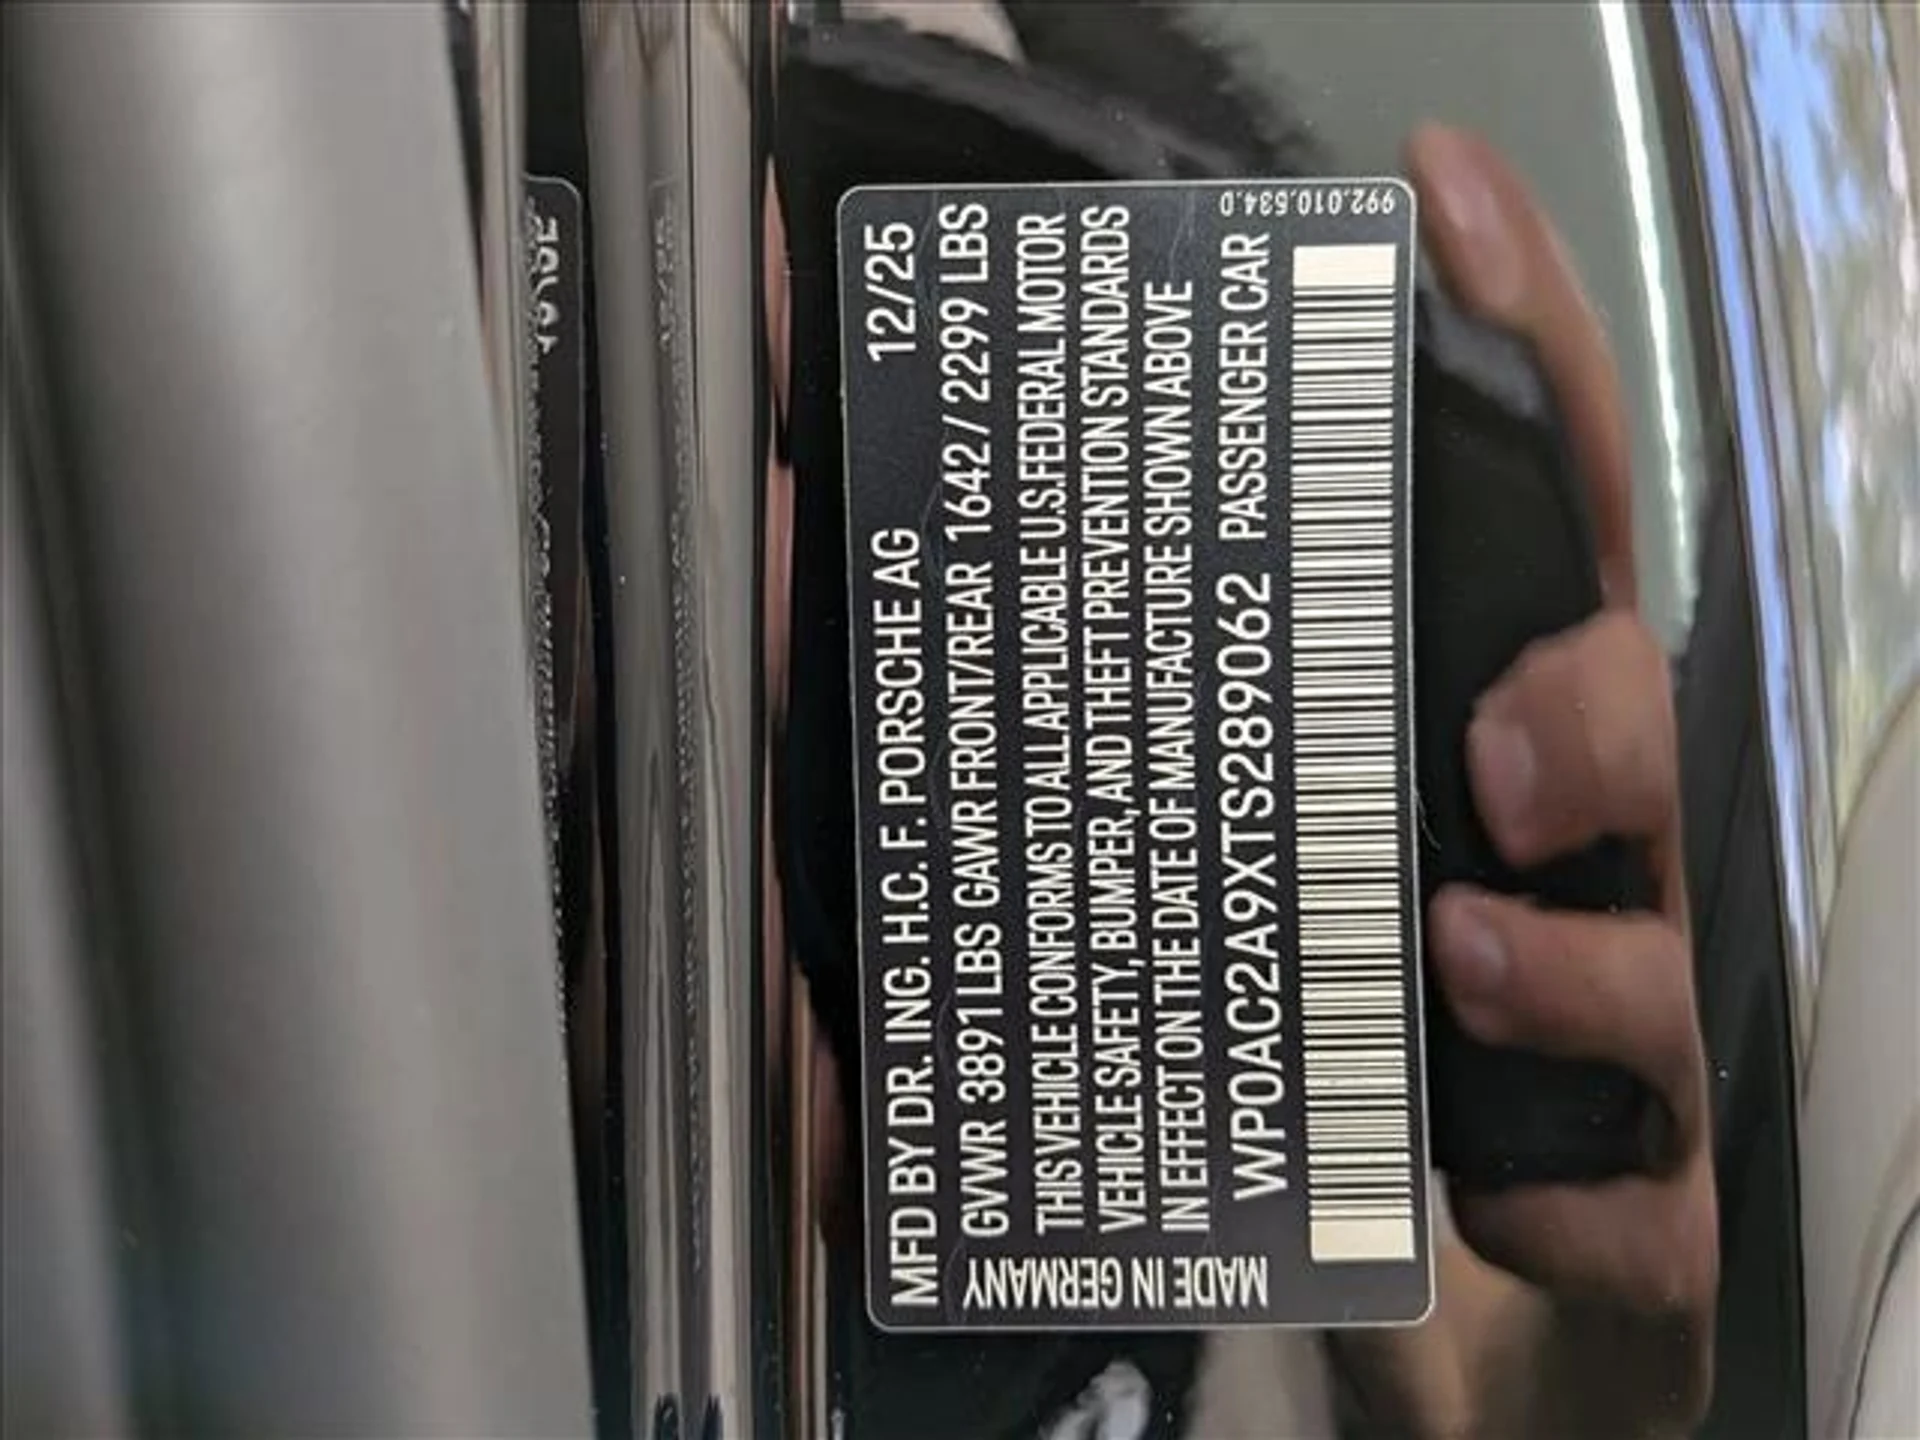 MFD BY DR. ING. H.C. F. PORSCHE AG 12/25
GVWR 3891 LBS GAWR FRONT/REAR 1642 / 2299 LBS
THIS VEHICLE CONFORMS TO ALL APPLICABLE U.S. FEDERAL MOTOR
VEHICLE SAFETY, BUMPER, AND THEFT PREVENTION STANDARDS
IN EFFECT ON THE DATE OF MANUFACTURE SHOWN ABOVE
WP0AC2A9XTS289062 PASSENGER CAR
MADE IN GERMANY
992.010.534.0